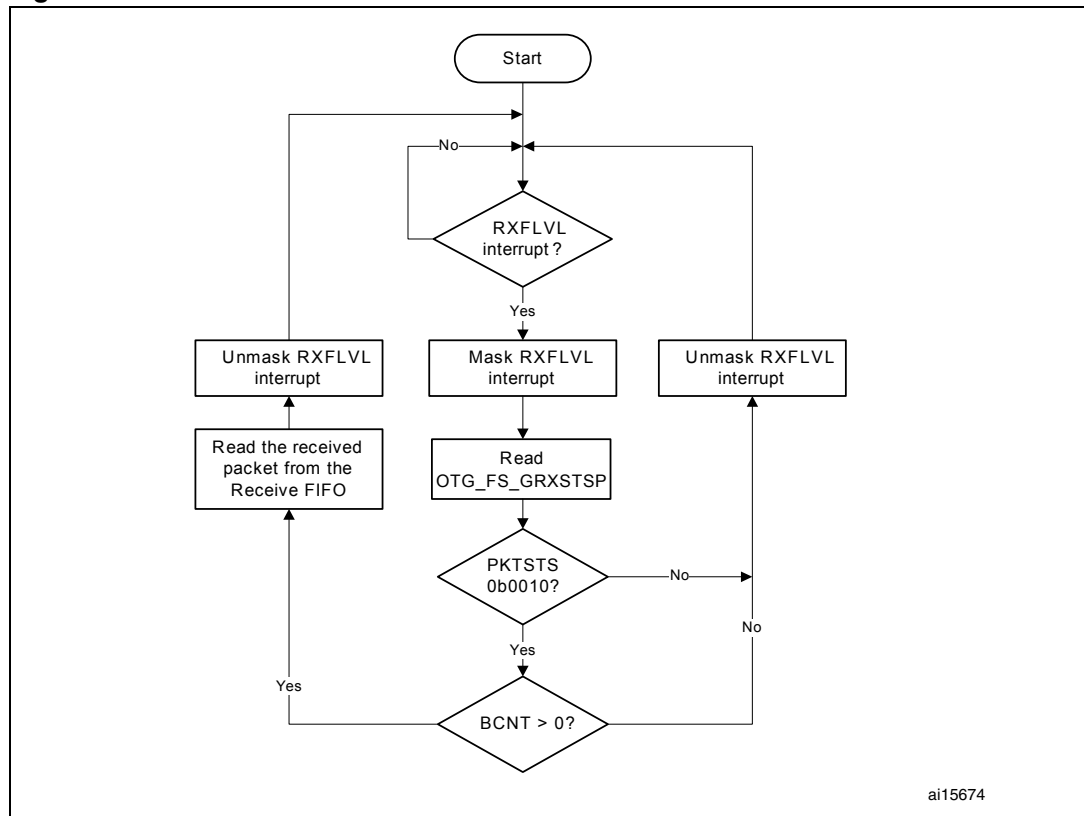 Start
No
RXFLVL
interrupt ?
Yes
Unmask RXFLVL
interrupt
Mask RXFLVL
interrupt
Unmask RXFLVL
interrupt
Read the received
packet from the
Receive FIFO
Read
OTG_FS_GRXSTSP
PKTSTS
0b0010?
No
No
Yes
Yes
BCNT > 0?
ai15674